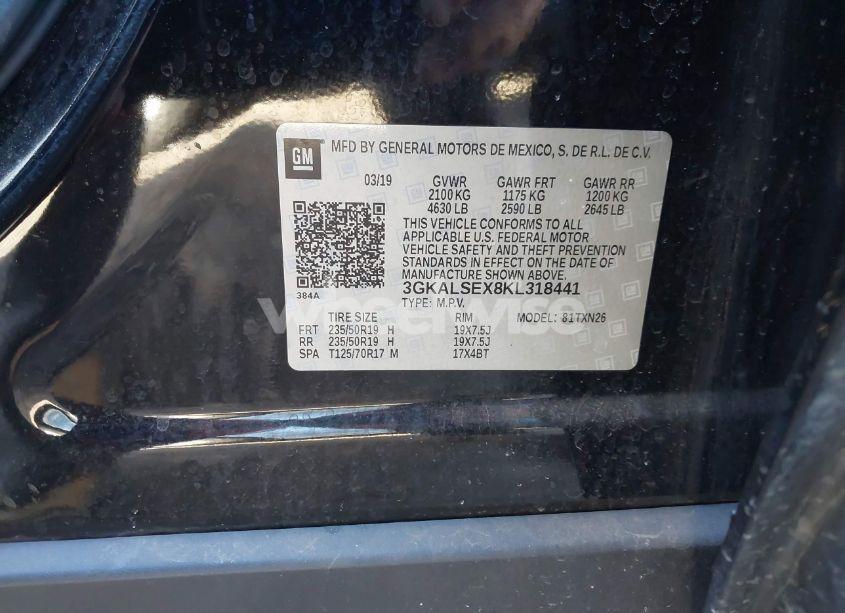 GM
MFD BY GENERAL MOTORS DE MEXICO, S. DE R.L. DE C.V.
03/19 GVWR GAWR FRT GAWR RR
2100 KG 1175 KG 1200 KG
4630 LB 2590 LB 2645 LB
THIS VEHICLE CONFORMS TO ALL
APPLICABLE U.S. FEDERAL MOTOR
VEHICLE SAFETY AND THEFT PREVENTION
STANDARDS IN EFFECT ON THE DATE OF
MANUFACTURE SHOWN ABOVE.
384A
3GKALSEX8KL318441
TYPE: M.P.V.
TIRE SIZE RIM MODEL: 81TXN26
FRT 235/50R19 H 19X7.5J
RR 235/50R19 H 19X7.5J
SPA T125/70R17 M 17X4BT
wheelwise